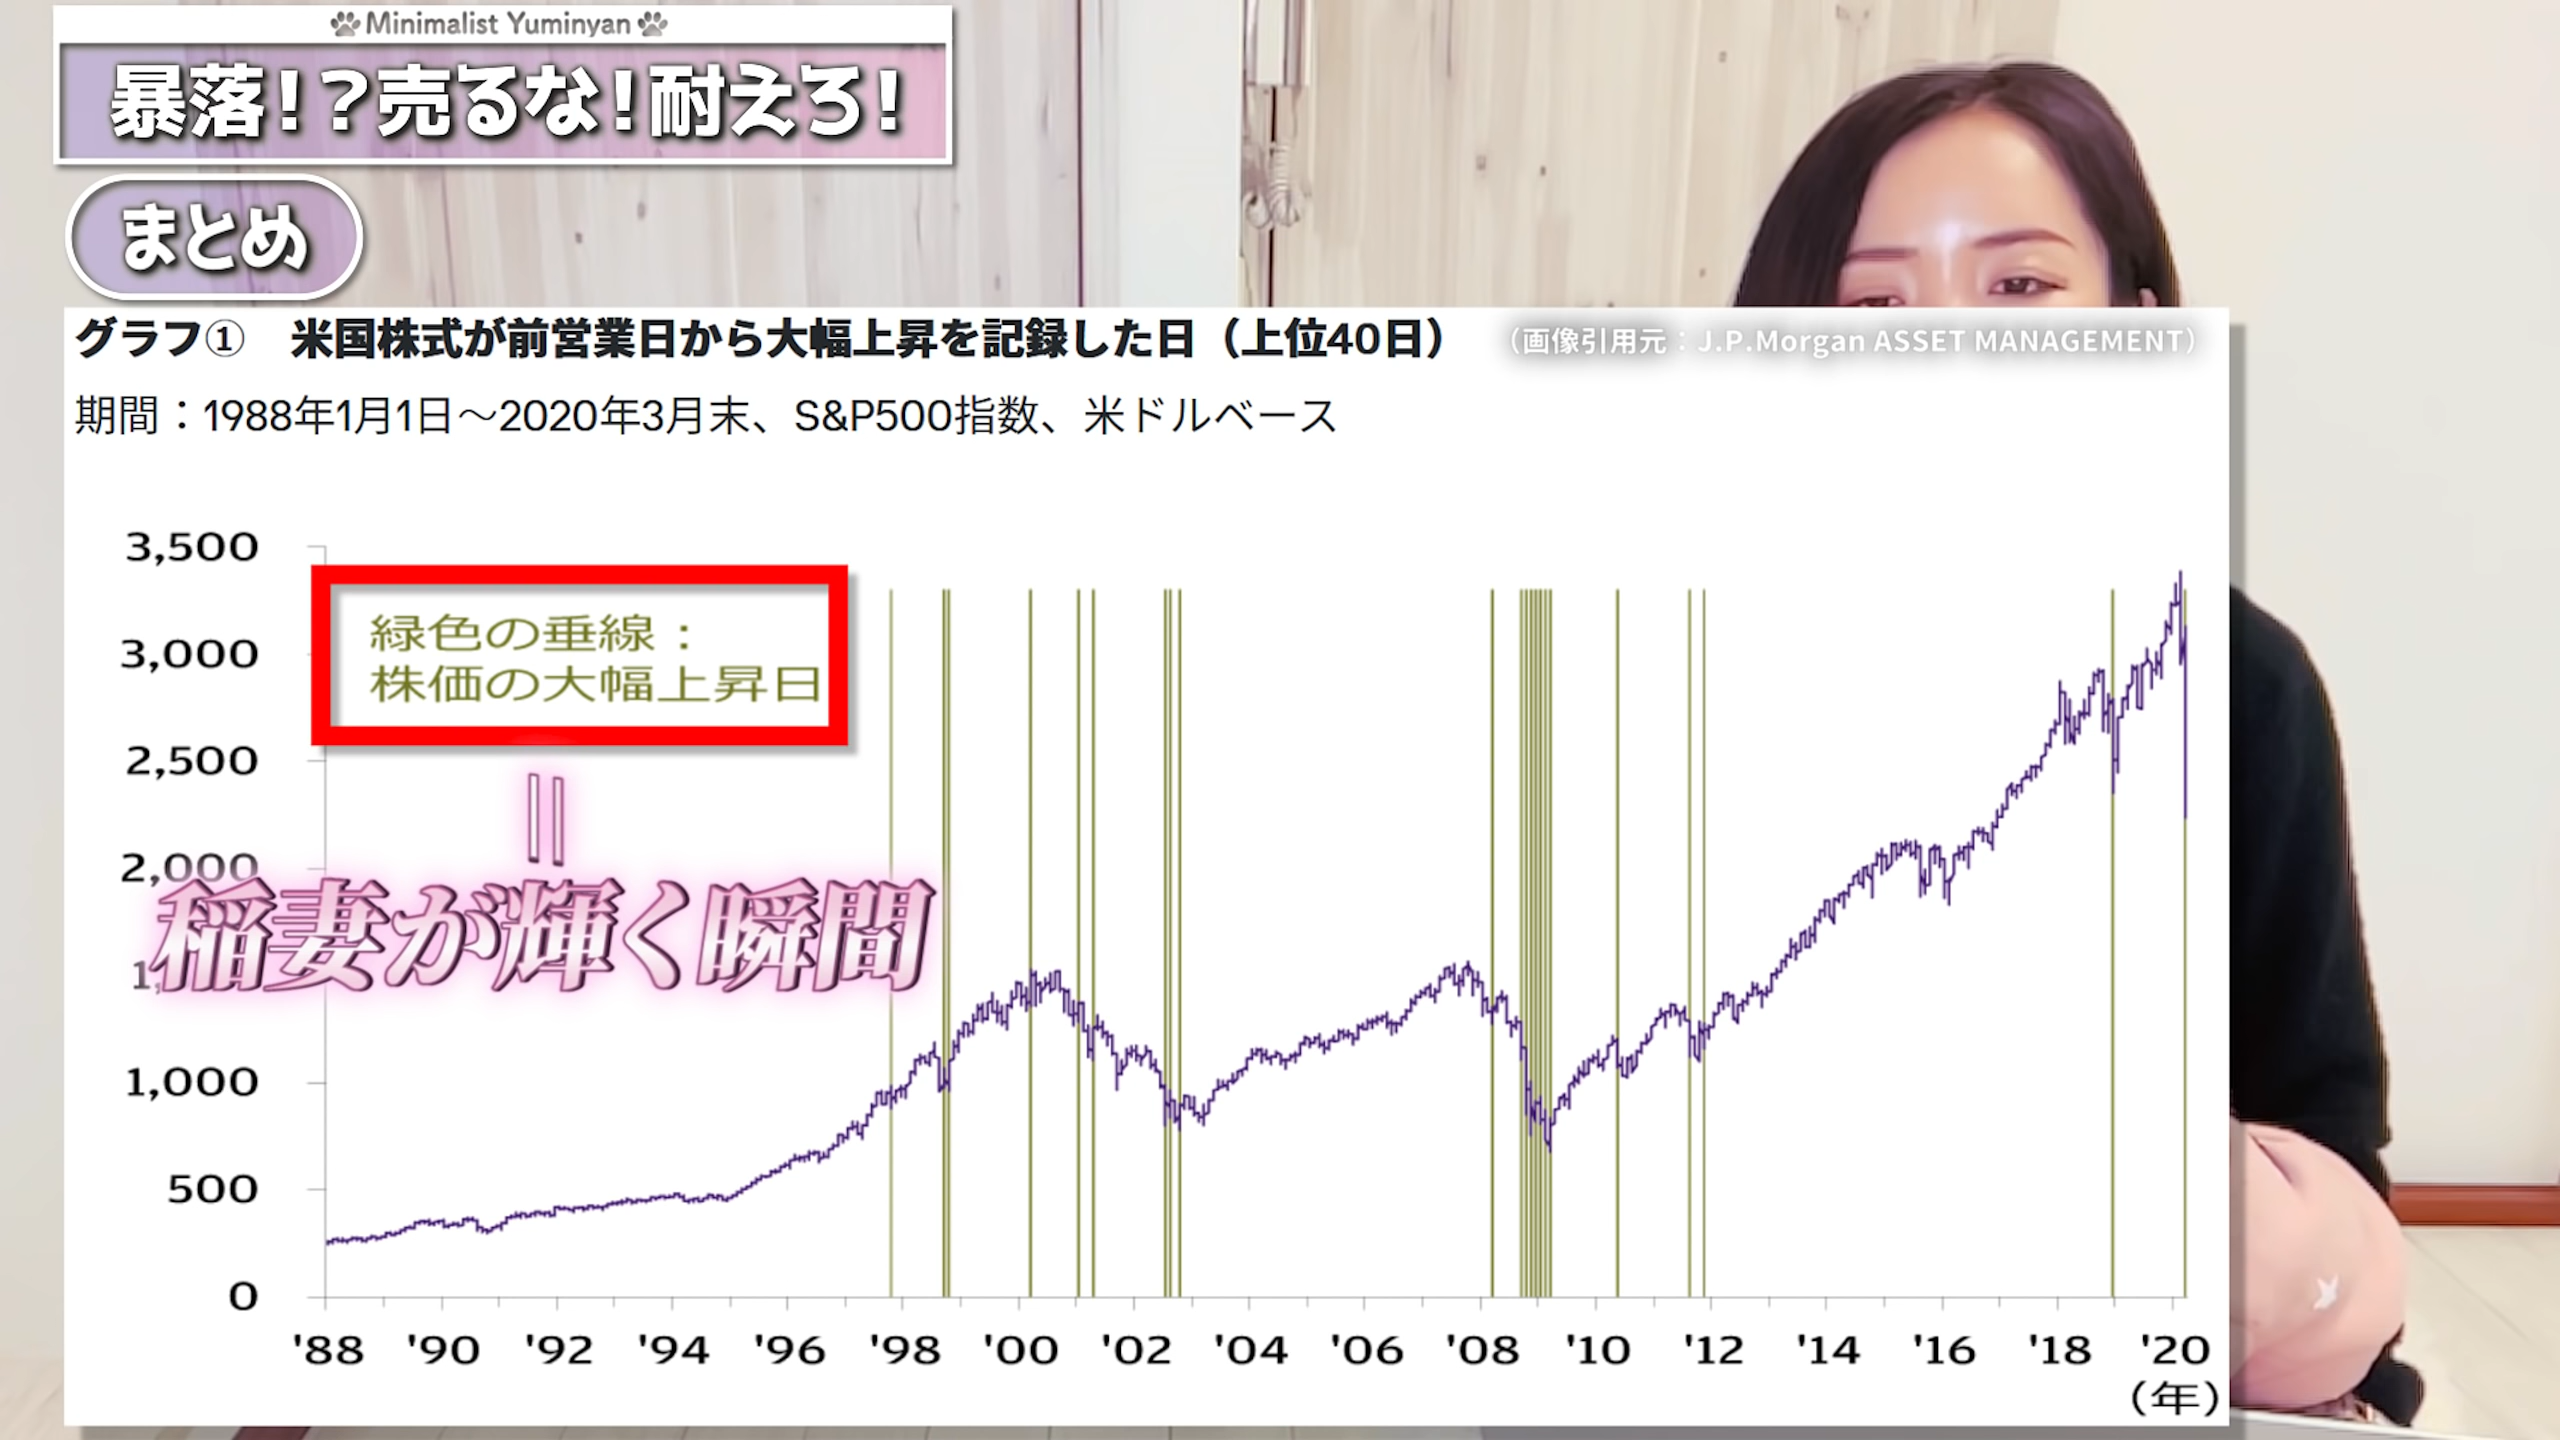 Minimalist Yuminyan
暴落!?売るな!耐えろ!
まとめ
グラフ① 米国株式が前営業日から大幅上昇を記録した日（上位40日）
（画像引用元：J.P.Morgan ASSET MANAGEMENT）
期間：1988年1月1日～2020年3月末、S&P500指数、米ドルベース
3,500
緑色の垂線：
3,000
株価の大幅上昇日
2,500
=
2,000
稲妻が輝く瞬間
1,000
500
0
'88 '90 '92 '94 '96 '98 '00 '02 '04 '06 '08 '10 '12 '14 '16 '18 '20
（年）